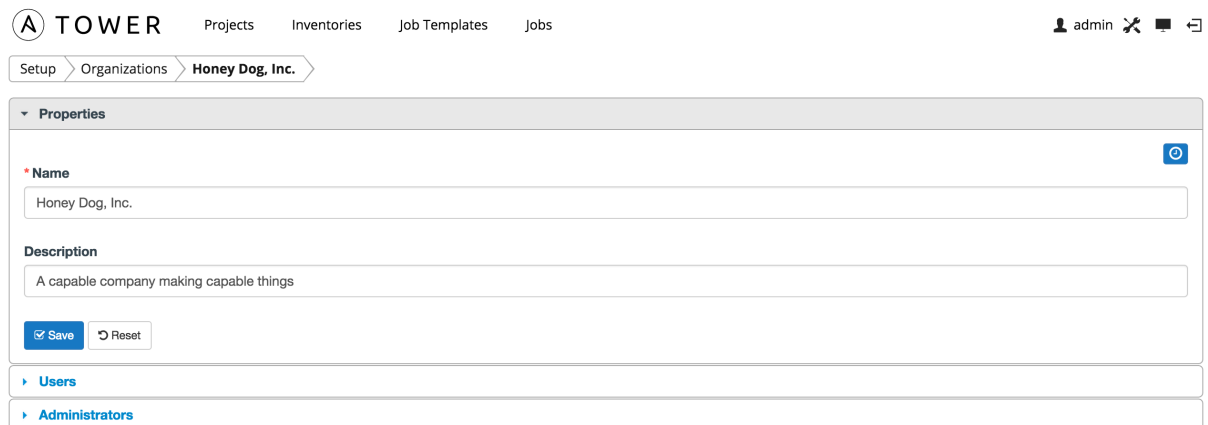 A TOWER Projects Inventories Job Templates Jobs admin
Setup Organizations Honey Dog, Inc.
Properties
* Name
Honey Dog, Inc.
Description
A capable company making capable things
Save Reset
Users
Administrators